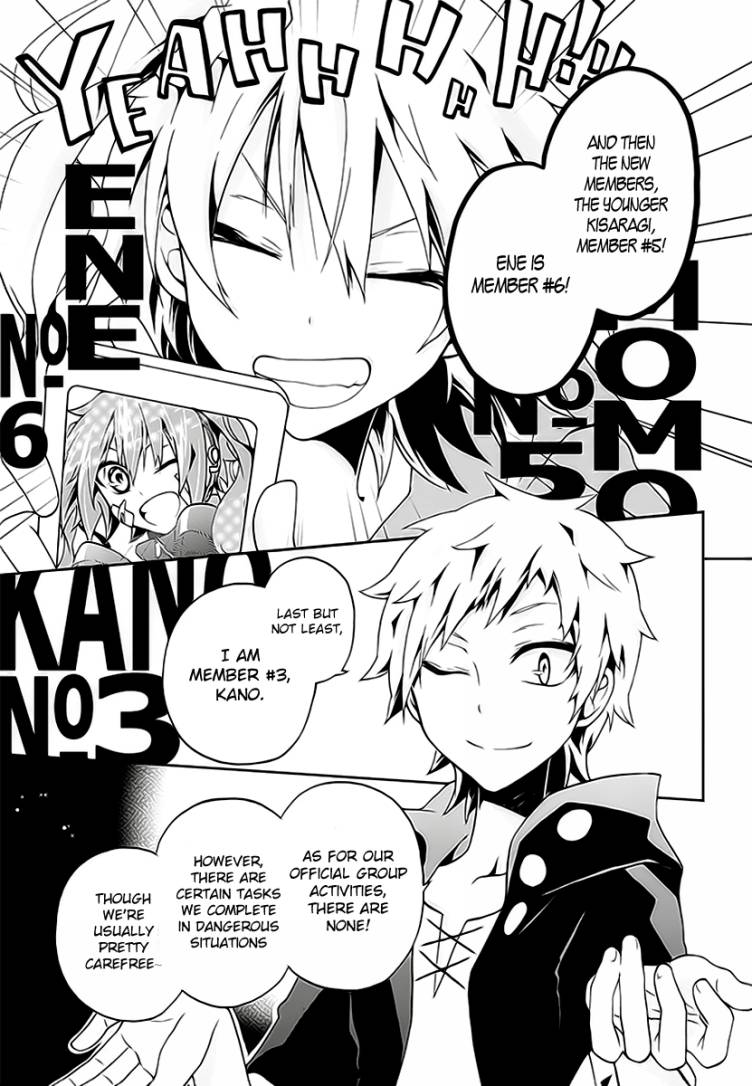 YEAHHHHH!!!
AND THEN
THE NEW
MEMBERS,
THE YOUNGER
KISARAGI,
MEMBER #5!
ENE IS
MEMBER #6!
MOMO
No.5
ENE
No.6
KANO
No.3
LAST BUT
NOT LEAST,
I AM
MEMBER #3,
KANO.
AS FOR OUR
OFFICIAL GROUP
ACTIVITIES,
THERE ARE
NONE!
HOWEVER,
THERE ARE
CERTAIN TASKS
WE COMPLETE
IN DANGEROUS
SITUATIONS
THOUGH
WE'RE
USUALLY
PRETTY
CAREFREE~